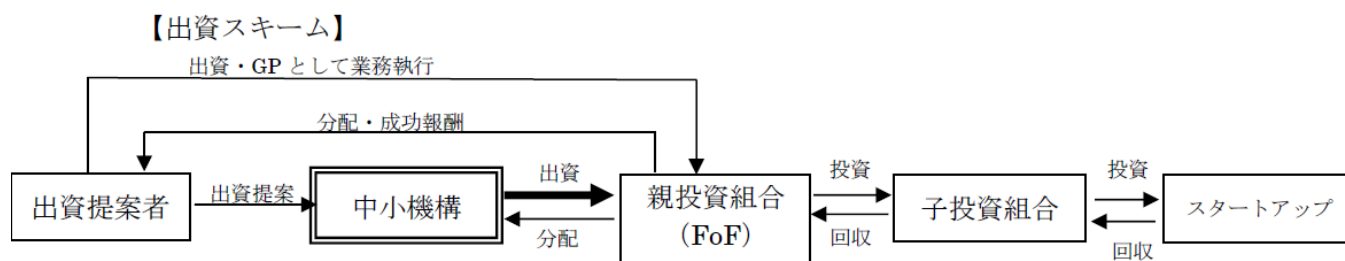 【出資スキーム】
出資・GP として業務執行
分配・成功報酬
出資提案者
出資提案
中小機構
出資
分配
親投資組合
(FoF)
投資
回収
子投資組合
投資
回収
スタートアップ